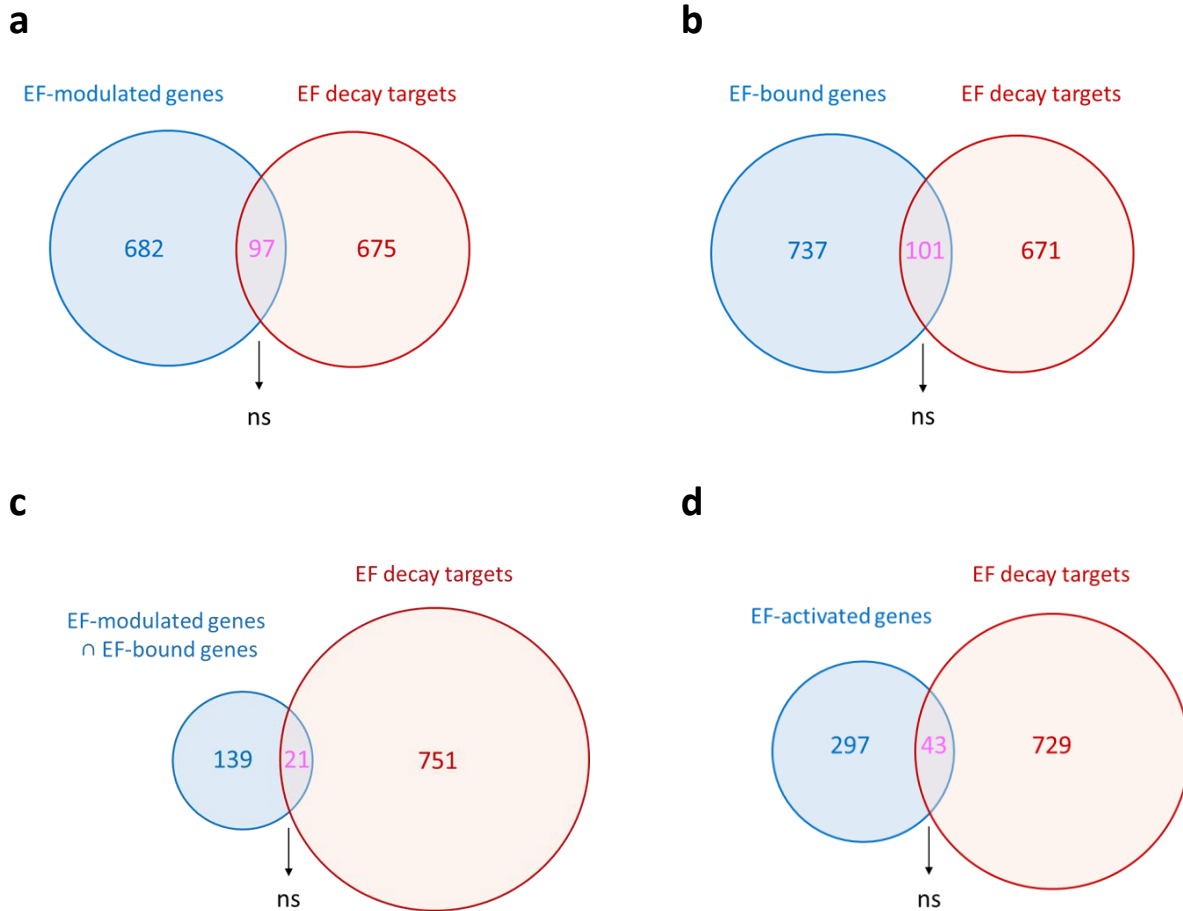 a
EF-modulated genes
EF decay targets
682
97
675
ns
b
EF-bound genes
EF decay targets
737
101
671
ns
c
EF-modulated genes
∩ EF-bound genes
EF decay targets
139
21
751
ns
d
EF-activated genes
EF decay targets
297
43
729
ns